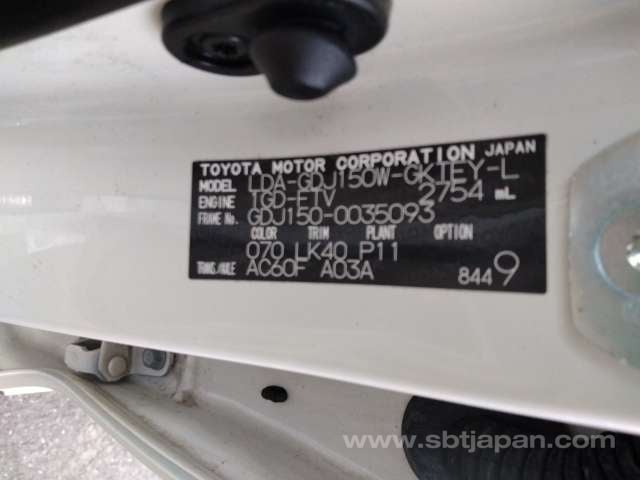 TOYOTA MOTOR CORPORATION JAPAN
MODEL LDA-GDJ150W-GKTEY-L
ENGINE 1GD-FTV 2754 mL
FRAME No. GDJ150-0035093
COLOR TRIM PLANT OPTION
070 LK40 P11
TRANS/AXLE AC60F A03A 8449
www.sbtjapan.com